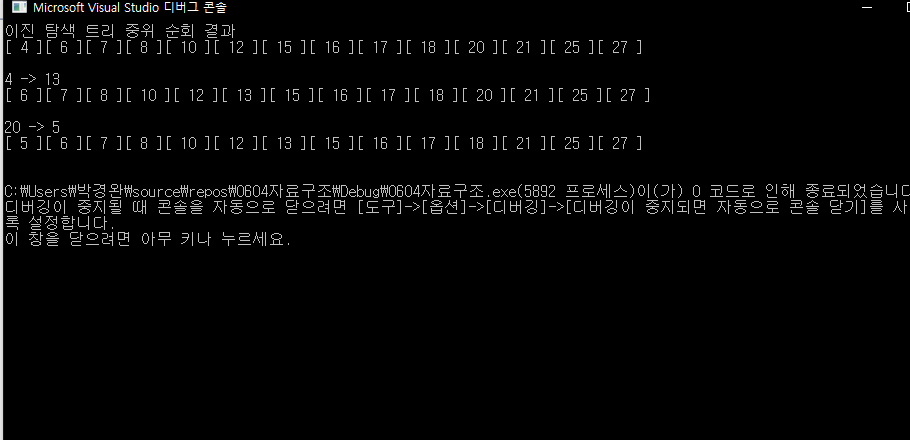 Microsoft Visual Studio 디버그 콘솔
이진 탐색 트리 중위 순회 결과
[ 4 ][ 6 ][ 7 ][ 8 ][ 10 ][ 12 ][ 15 ][ 16 ][ 17 ][ 18 ][ 20 ][ 21 ][ 25 ][ 27 ]
4 -> 13
[ 6 ][ 7 ][ 8 ][ 10 ][ 12 ][ 13 ][ 15 ][ 16 ][ 17 ][ 18 ][ 20 ][ 21 ][ 25 ][ 27 ]
20 -> 5
[ 5 ][ 6 ][ 7 ][ 8 ][ 10 ][ 12 ][ 13 ][ 15 ][ 16 ][ 17 ][ 18 ][ 21 ][ 25 ][ 27 ]
C:\Users\박경완\source\repos\0604자료구조\Debug\0604자료구조.exe(5892 프로세스)이(가) 0 코드로 인해 종료되었습니다
디버깅이 중지될 때 콘솔을 자동으로 닫으려면 [도구]->[옵션]->[디버깅]->[디버깅이 중지되면 자동으로 콘솔 닫기]를 사
록 설정합니다.
이 창을 닫으려면 아무 키나 누르세요.